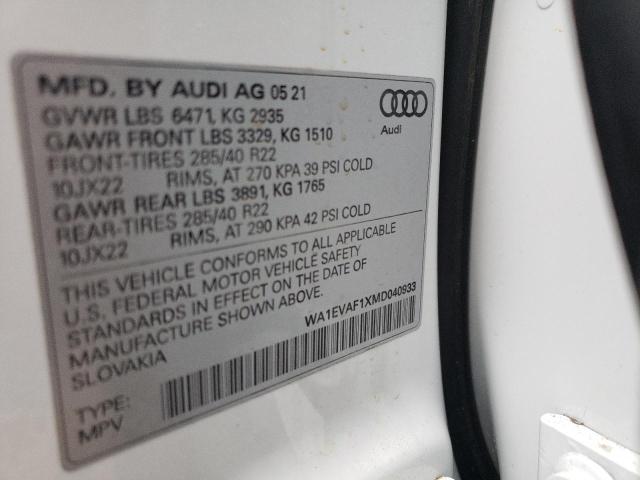 MFD. BY AUDI AG 05 21
GVWR LBS 6471, KG 2935
GAWR FRONT LBS 3329, KG 1510
FRONT-TIRES 285/40 R22
10JX22 RIMS, AT 270 KPA 39 PSI COLD
GAWR REAR LBS 3891, KG 1765
REAR-TIRES 285/40 R22
10JX22 RIMS, AT 290 KPA 42 PSI COLD
Audi
THIS VEHICLE CONFORMS TO ALL APPLICABLE
U.S. FEDERAL MOTOR VEHICLE SAFETY
STANDARDS IN EFFECT ON THE DATE OF
MANUFACTURE SHOWN ABOVE.
SLOVAKIA
WA1EVAF1XMD040933
TYPE:
MPV